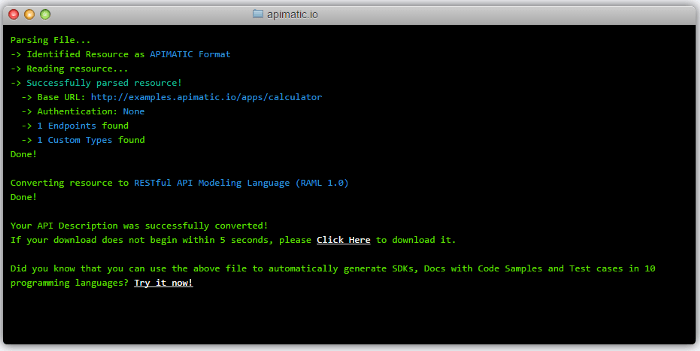 apimatic.io
Parsing File...
-> Identified Resource as APIMATIC Format
-> Reading resource...
-> Successfully parsed resource!
-> Base URL: http://examples.apimatic.io/apps/calculator
-> Authentication: None
-> 1 Endpoints found
-> 1 Custom Types found
Done!
Converting resource to RESTful API Modeling Language (RAML 1.0)
Done!
Your API Description was successfully converted!
If your download does not begin within 5 seconds, please Click Here to download it.
Did you know that you can use the above file to automatically generate SDKs, Docs with Code Samples and Test cases in 10
programming languages? Try it now!